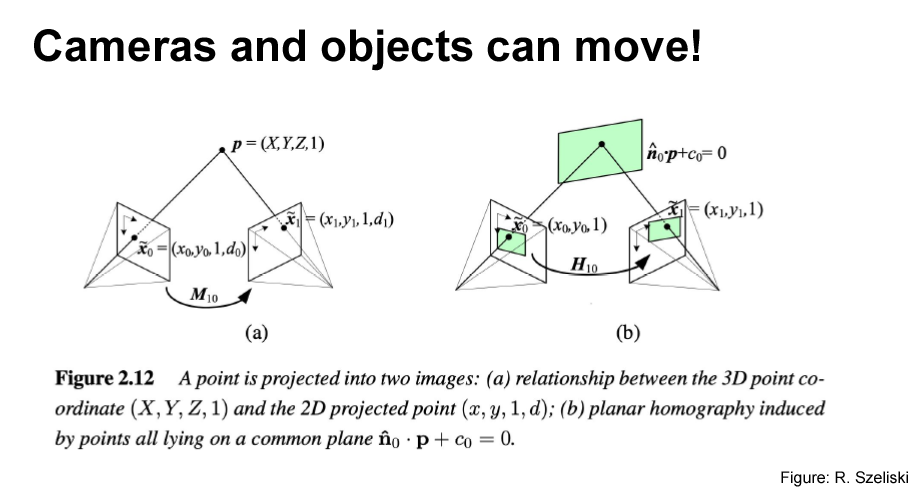 Cameras and objects can move!
p = (X,Y,Z,1)
x̃₁ = (x₁,y₁,1,d₁)
x̃₀ = (x₀,y₀,1,d₀)
M₁₀
(a)
n̂₀·p+c₀= 0
x̃₁ = (x₁,y₁,1)
x̃₀ = (x₀,y₀,1)
H₁₀
(b)
Figure 2.12 A point is projected into two images: (a) relationship between the 3D point co-
ordinate (X, Y, Z, 1) and the 2D projected point (x, y, 1, d); (b) planar homography induced
by points all lying on a common plane n̂₀ · p + c₀ = 0.
Figure: R. Szeliski